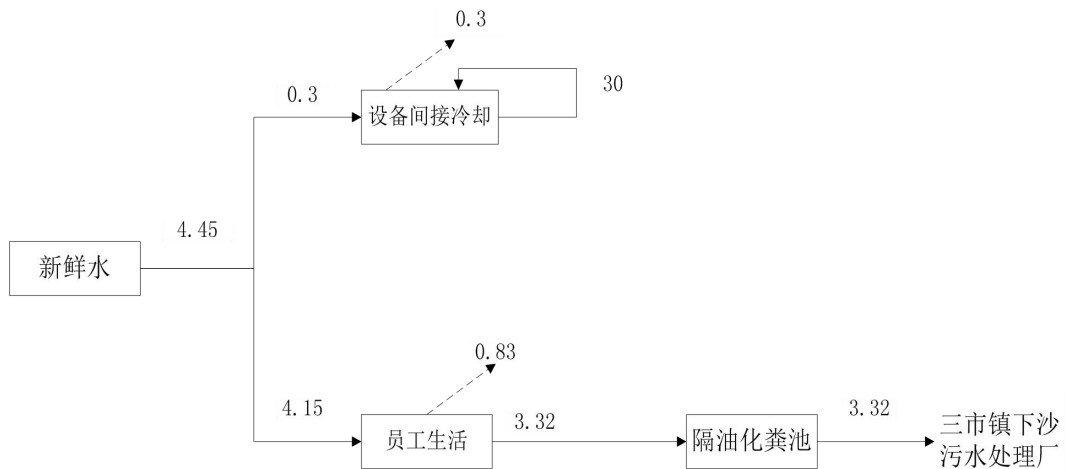 0.3
30
0.3
设备间接冷却
4.45
新鲜水
0.83
4.15
3.32
3.32
员工生活
隔油化粪池
三市镇下沙
污水处理厂